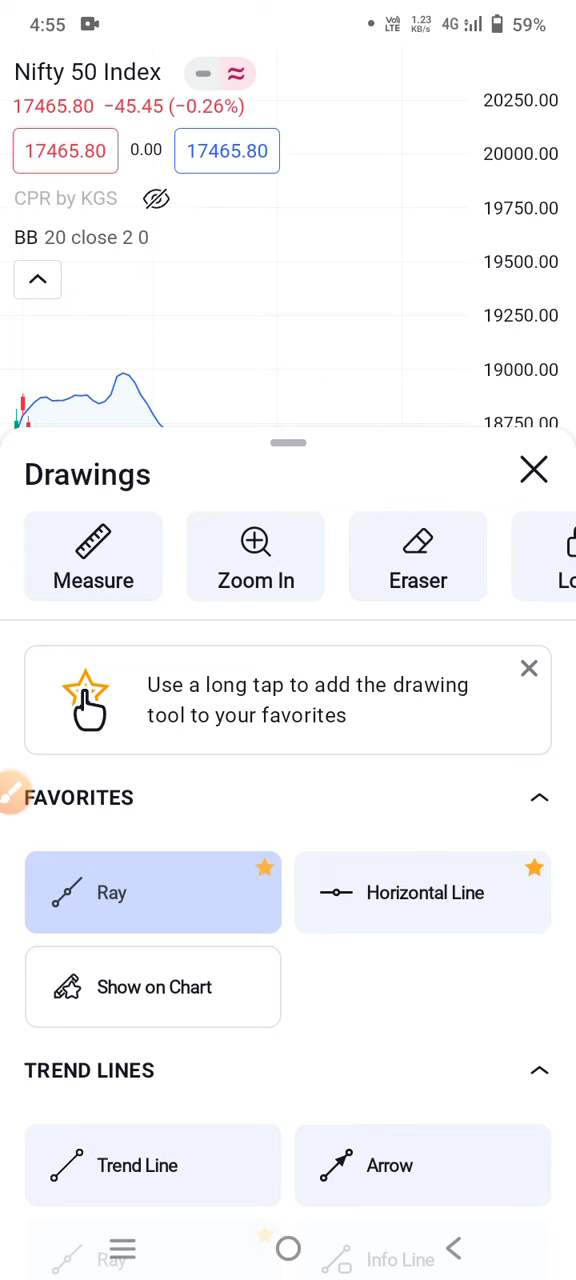 4:55 Vo) LTE 1.23 KB/s 4G 59%
Nifty 50 Index
17465.80 −45.45 (−0.26%)
17465.80 0.00 17465.80
CPR by KGS
BB 20 close 2 0
20250.00
20000.00
19750.00
19500.00
19250.00
19000.00
18750.00
Drawings
Measure Zoom In Eraser Lo
Use a long tap to add the drawing
tool to your favorites
FAVORITES
Ray Horizontal Line
Show on Chart
TREND LINES
Trend Line Arrow
Ray Info Line